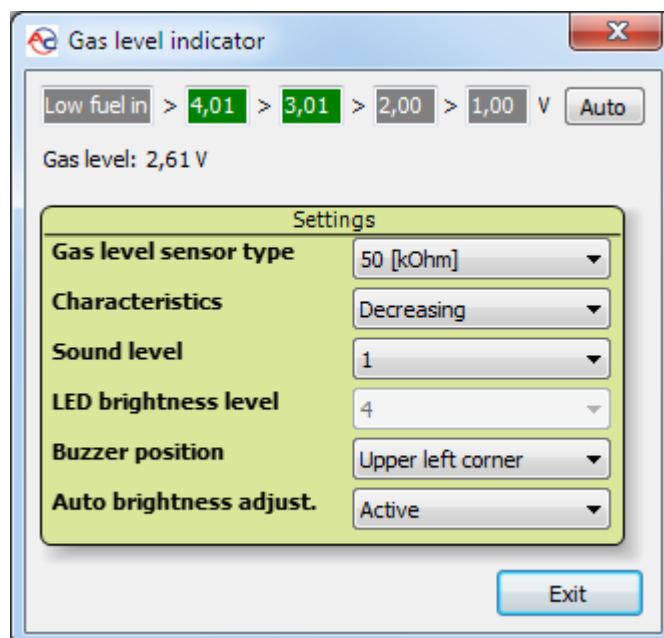 Gas level indicator
Low fuel in > 4,01 > 3,01 > 2,00 > 1,00 V Auto
Gas level: 2,61 V
Settings
Gas level sensor type 50 [kOhm]
Characteristics Decreasing
Sound level 1
LED brightness level 4
Buzzer position Upper left corner
Auto brightness adjust. Active
Exit